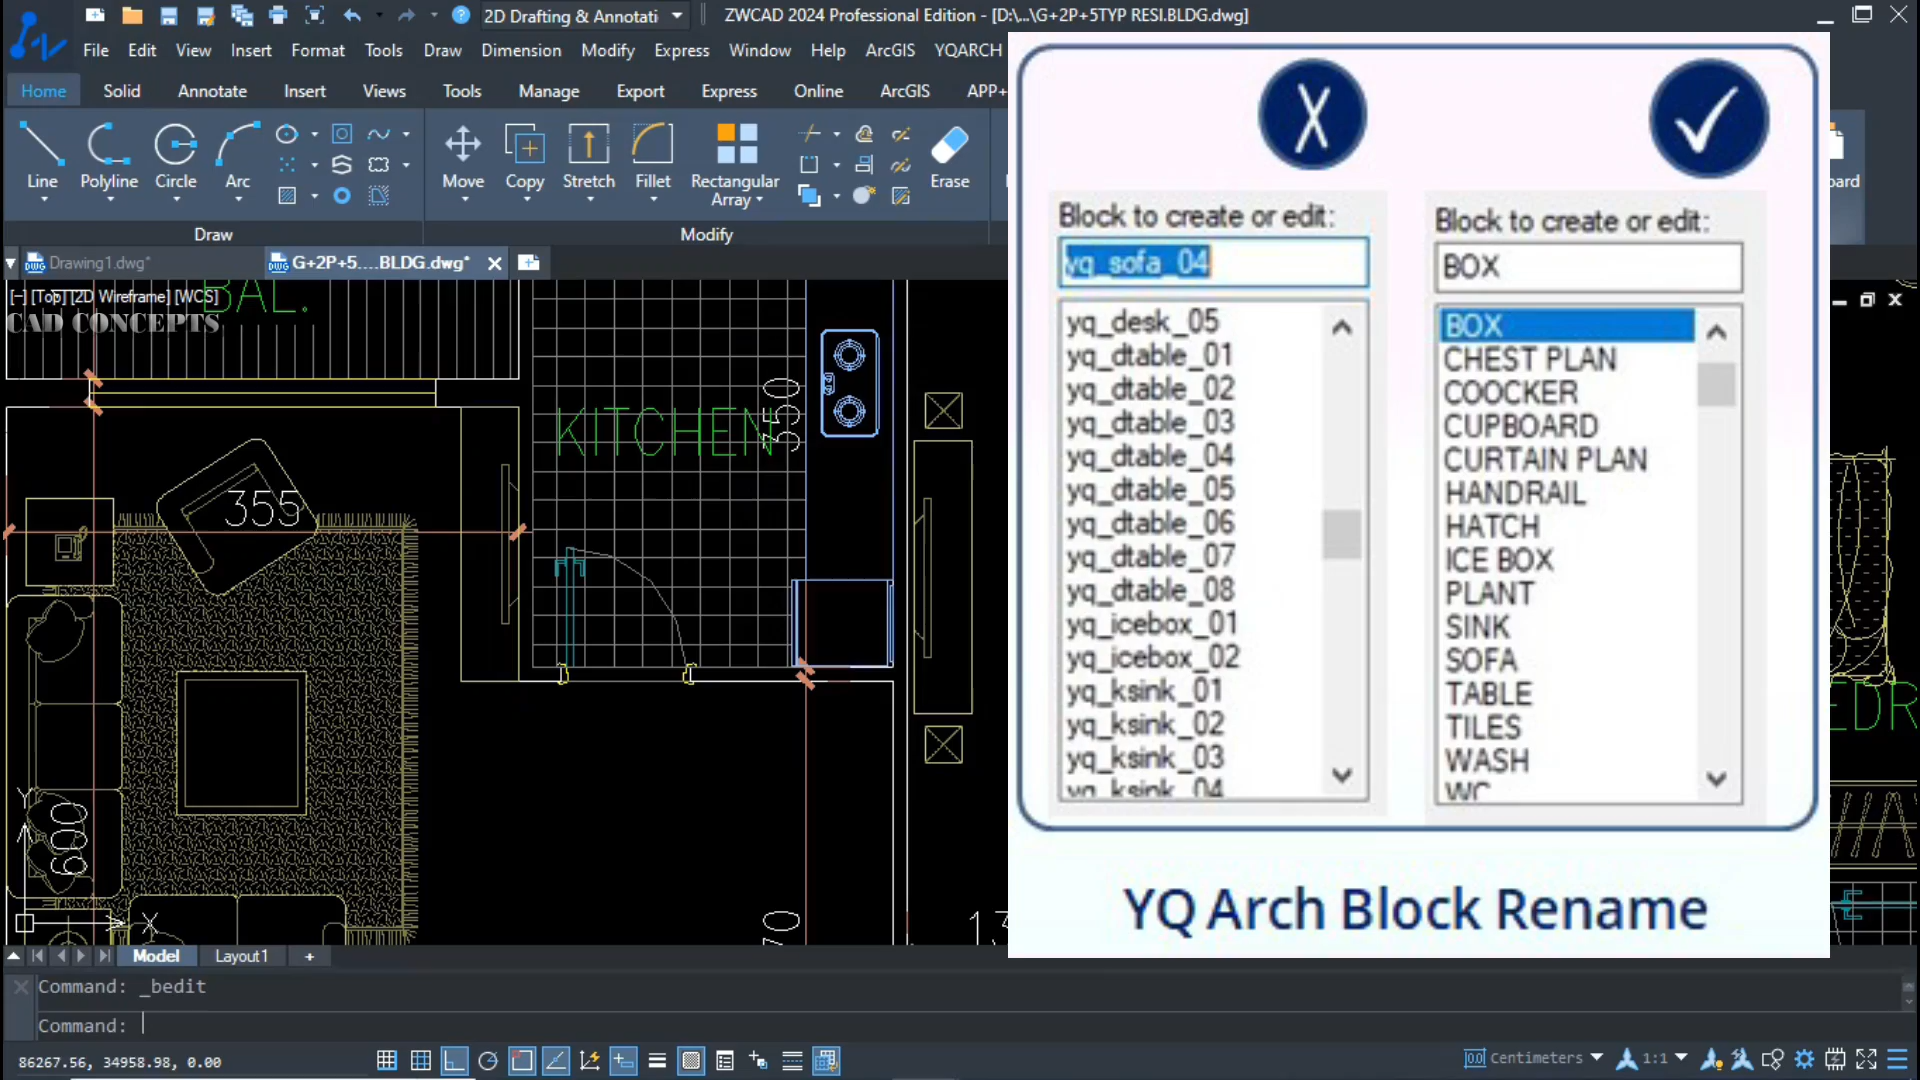 2D Drafting & Annotati
ZWCAD 2024 Professional Edition - [D:\...\G+2P+5TYP RESI.BLDG.dwg]
File Edit View Insert Format Tools Draw Dimension Modify Express Window Help ArcGIS YQARCH
Home Solid Annotate Insert Views Tools Manage Export Express Online ArcGIS APP+
Line Polyline Circle Arc Move Copy Stretch Fillet Rectangular Array Erase
Draw
Modify
Drawing1.dwg*
G+2P+5....BLDG.dwg*
[−] [Top] [2D Wireframe] [WCS]
BAL.
CAD CONCEPTS
KITCHEN
350
355
600
Y
X
X
Block to create or edit:
yq_sofa_04
yq_desk_05
yq_dtable_01
yq_dtable_02
yq_dtable_03
yq_dtable_04
yq_dtable_05
yq_dtable_06
yq_dtable_07
yq_dtable_08
yq_icebox_01
yq_icebox_02
yq_ksink_01
yq_ksink_02
yq_ksink_03
yq_ksink_04
Block to create or edit:
BOX
BOX
CHEST PLAN
COOCKER
CUPBOARD
CURTAIN PLAN
HANDRAIL
HATCH
ICE BOX
PLANT
SINK
SOFA
TABLE
TILES
WASH
WC
YQ Arch Block Rename
Model Layout1 +
Command: _bedit
Command:
86267.56, 34958.98, 0.00
Centimeters
1:1